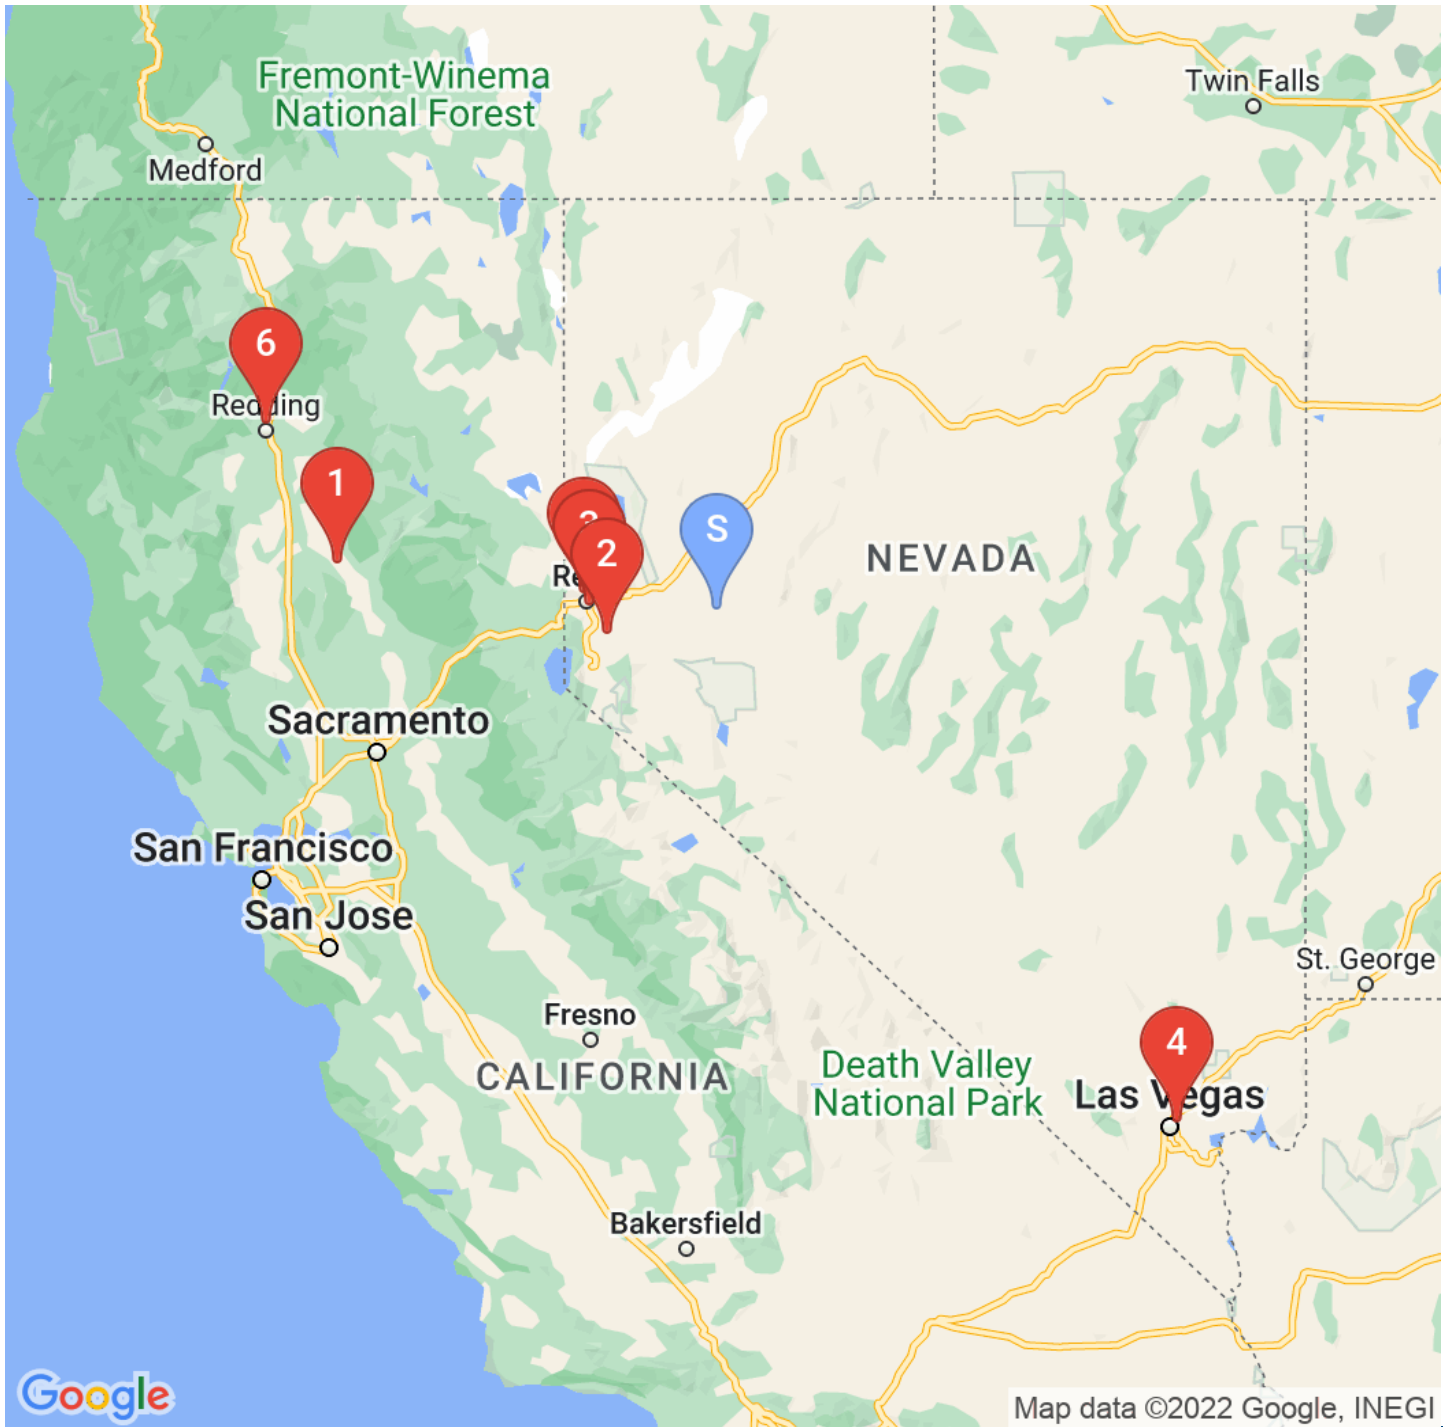 Fremont-Winema
National Forest
Twin Falls
Medford
6
Redding
1
3
2
S
NEVADA
Sacramento
San Francisco
San Jose
St. George
Fresno
4
CALIFORNIA
Death Valley
National Park
Las Vegas
Bakersfield
Google
Map data ©2022 Google, INEGI